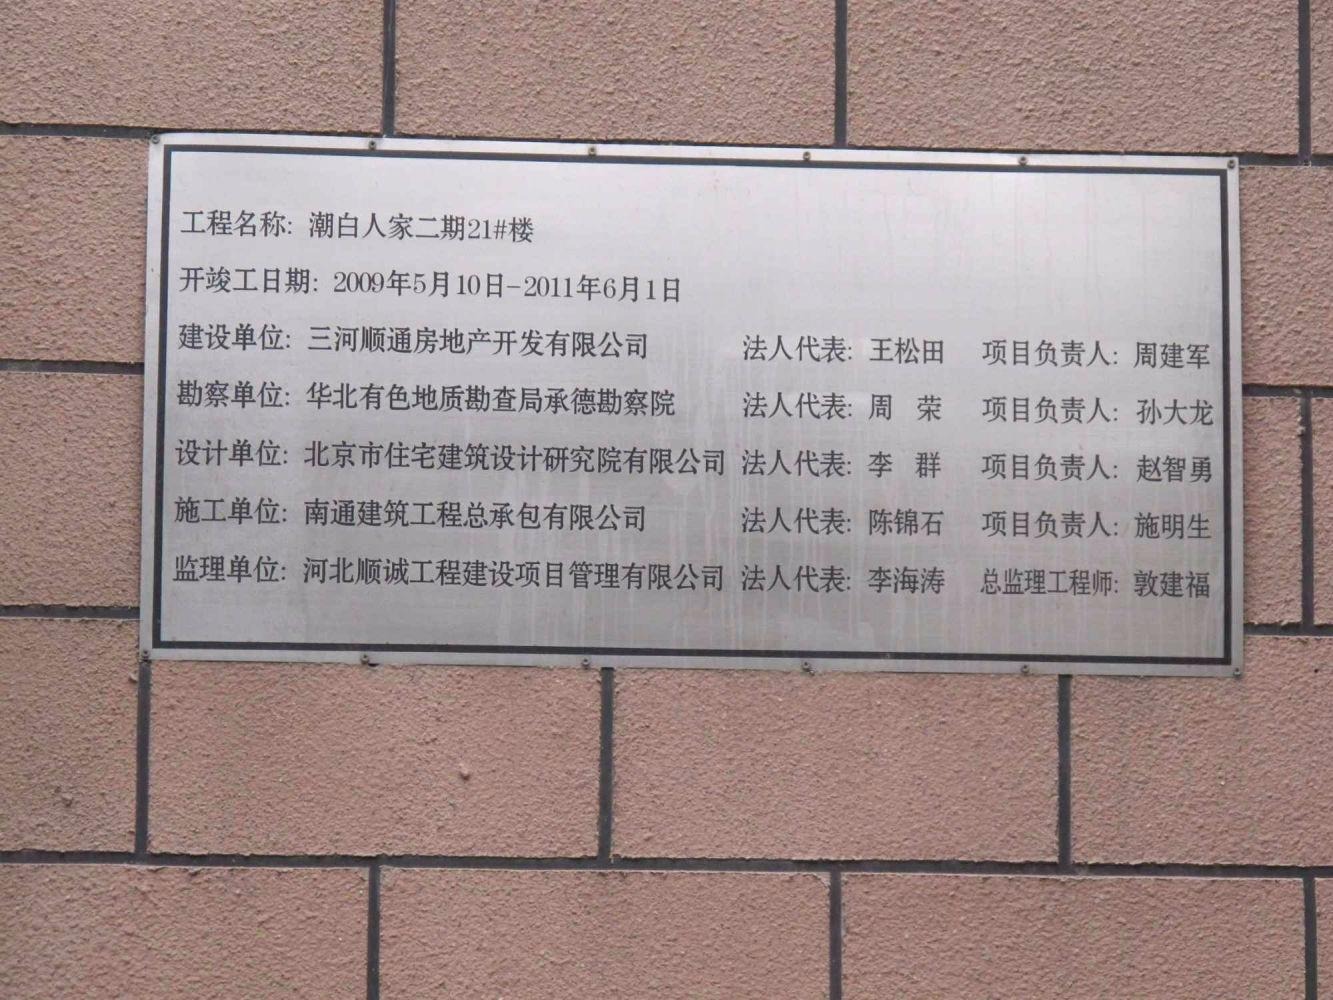 工程名称: 潮白人家二期21#楼
开竣工日期: 2009年5月10日-2011年6月1日
建设单位: 三河顺通房地产开发有限公司 法人代表: 王松田 项目负责人: 周建军
勘察单位: 华北有色地质勘查局承德勘察院 法人代表: 周 荣 项目负责人: 孙大龙
设计单位: 北京市住宅建筑设计研究院有限公司 法人代表: 李 群 项目负责人: 赵智勇
施工单位: 南通建筑工程总承包有限公司 法人代表: 陈锦石 项目负责人: 施明生
监理单位: 河北顺诚工程建设项目管理有限公司 法人代表: 李海涛 总监理工程师: 敦建福